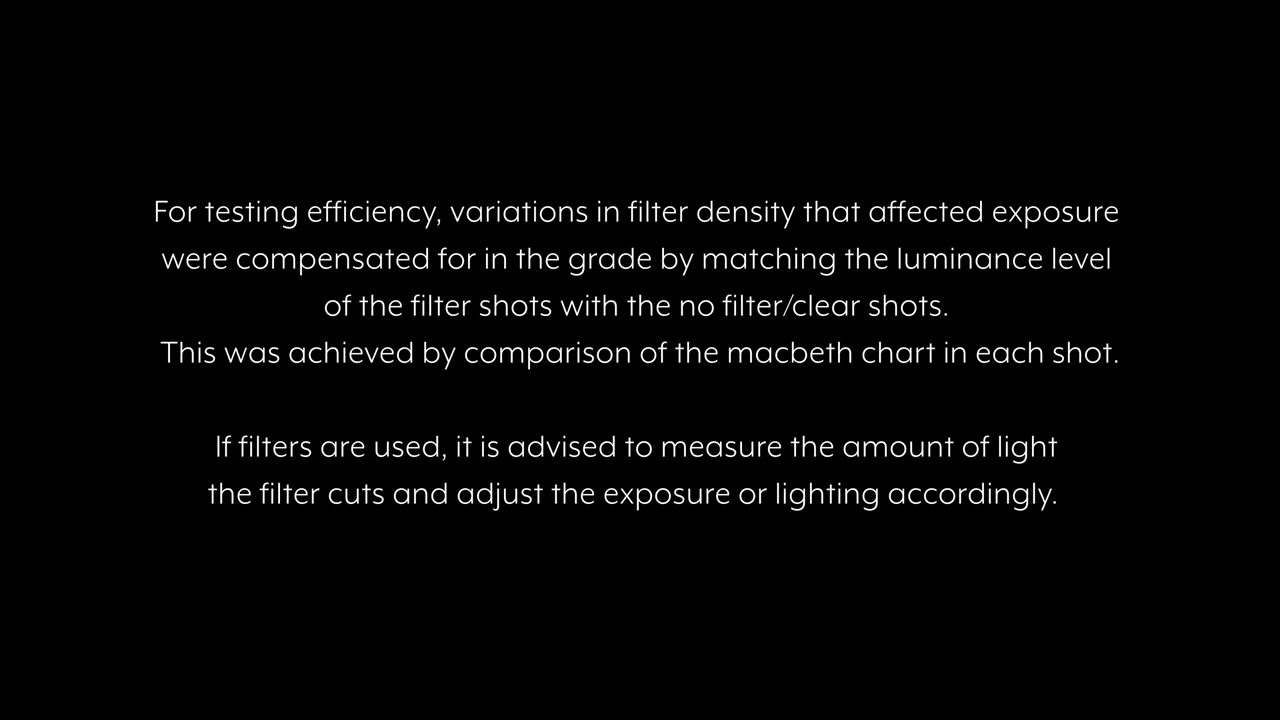 For testing efficiency, variations in filter density that affected exposure
were compensated for in the grade by matching the luminance level
of the filter shots with the no filter/clear shots.
This was achieved by comparison of the macbeth chart in each shot.
If filters are used, it is advised to measure the amount of light
the filter cuts and adjust the exposure or lighting accordingly.